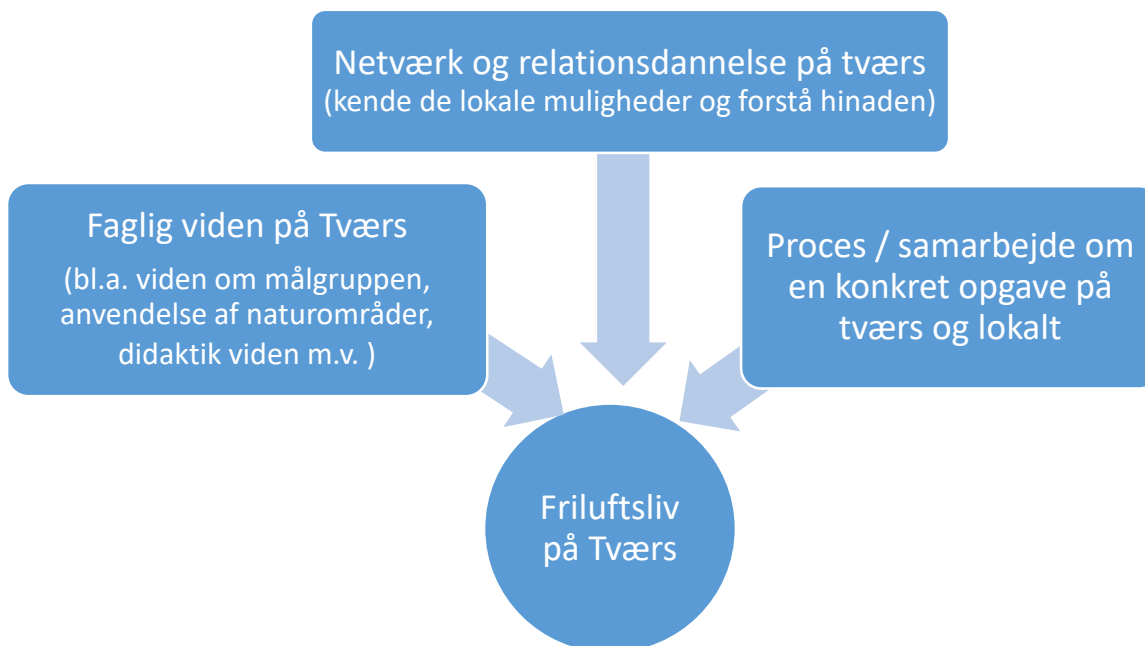 Netværk og relationsdannelse på tværs
(kende de lokale muligheder og forstå hinaden)
Faglig viden på Tværs
(bl.a. viden om målgruppen,
anvendelse af naturområder,
didaktik viden m.v. )
Proces / samarbejde om
en konkret opgave på
tværs og lokalt
Friluftsliv
på Tværs